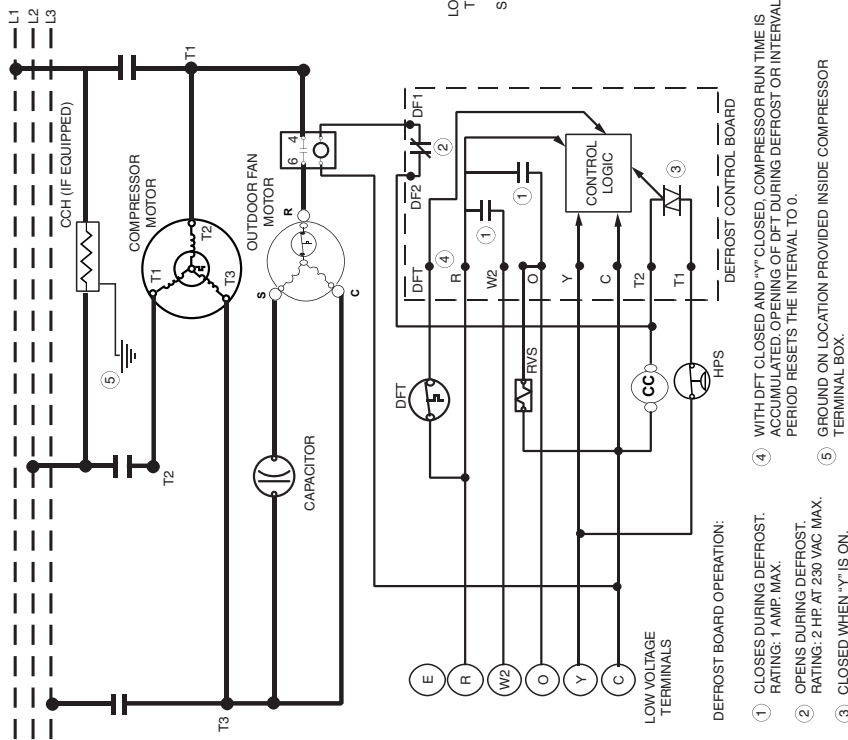 L1
L2
L3
CCH (IF EQUIPPED)
5
T2
T1
COMPRESSOR
MOTOR
T1
T2
T3
T3
OUTDOOR FAN
MOTOR
S
R
C
6
4
CAPACITOR
DFT
DFT
4
R
W2
O
Y
C
T2
T1
DF2
DF1
2
1
1
CONTROL
LOGIC
3
RVS
CC
HPS
DEFROST CONTROL BOARD
E
R
W2
O
Y
C
LOW VOLTAGE
TERMINALS
DEFROST BOARD OPERATION:
1 CLOSES DURING DEFROST.
RATING: 1 AMP. MAX.
2 OPENS DURING DEFROST.
RATING: 2 HP. AT 230 VAC MAX.
3 CLOSED WHEN "Y" IS ON.
4 WITH DFT CLOSED AND "Y" CLOSED, COMPRESSOR RUN TIME IS
ACCUMULATED. OPENING OF DFT DURING DEFROST OR INTERVAL
PERIOD RESETS THE INTERVAL TO 0.
5 GROUND ON LOCATION PROVIDED INSIDE COMPRESSOR
TERMINAL BOX.
LO
T
S